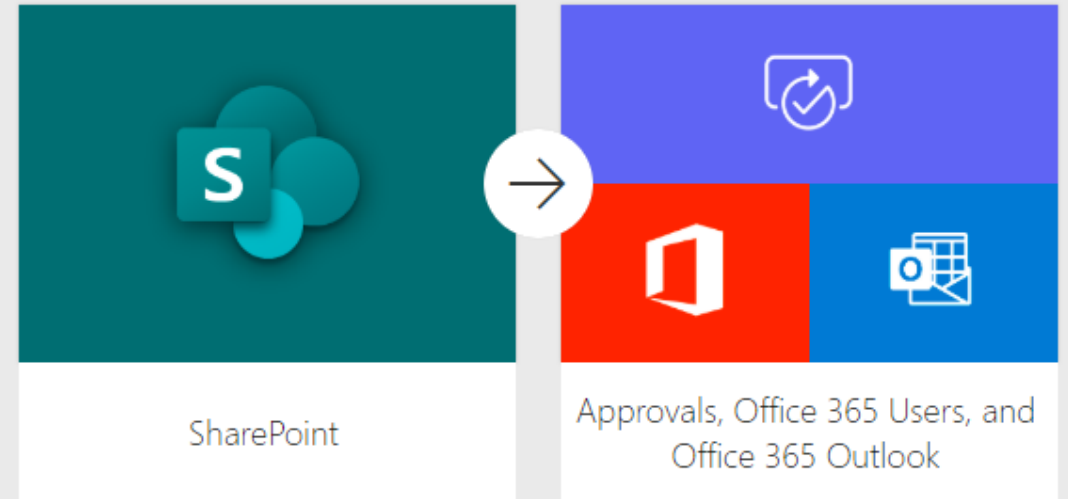 S
O
SharePoint
Approvals, Office 365 Users, and
Office 365 Outlook